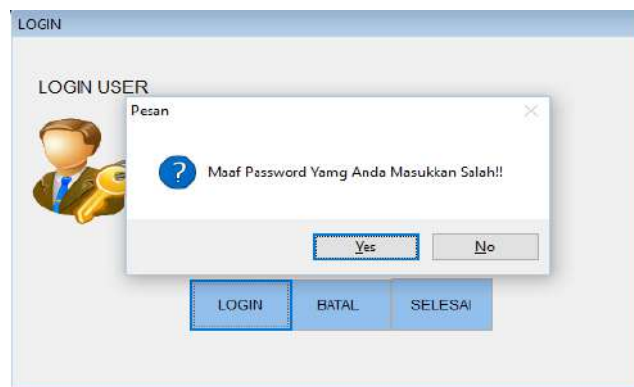 LOGIN
LOGIN USER
Pesan
Maaf Password Yamg Anda Masukkan Salah!!
Yes No
LOGIN BATAL SELESAI